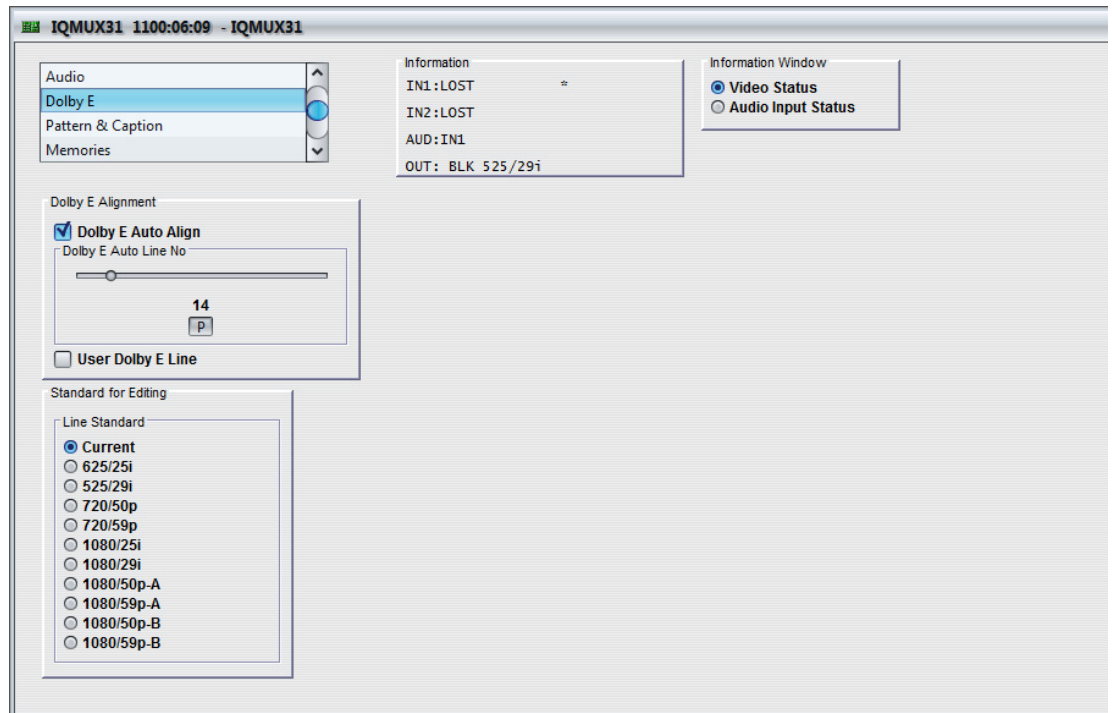 IQMUX31 1100:06:09 - IQMUX31
Audio
Dolby E
Pattern & Caption
Memories
Information
IN1:LOST *
IN2:LOST
AUD:IN1
OUT: BLK 525/29i
Information Window
Video Status
Audio Input Status
Dolby E Alignment
Dolby E Auto Align
Dolby E Auto Line No
14
P
User Dolby E Line
Standard for Editing
Line Standard
Current
625/25i
525/29i
720/50p
720/59p
1080/25i
1080/29i
1080/50p-A
1080/59p-A
1080/50p-B
1080/59p-B